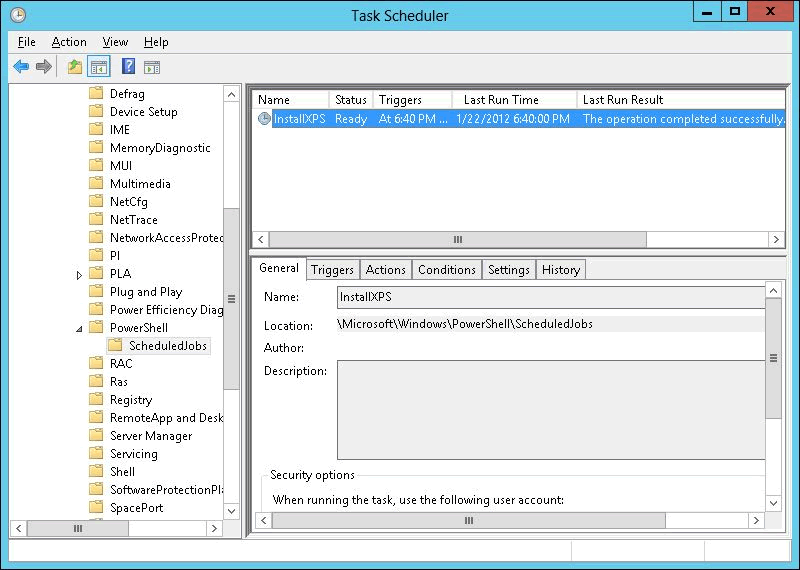 Task Scheduler
File Action View Help
Defrag
Device Setup
IME
MemoryDiagnostic
MUI
Multimedia
NetCfg
NetTrace
NetworkAccessProtec
PI
PLA
Plug and Play
Power Efficiency Diag
PowerShell
ScheduledJobs
RAC
Ras
Registry
RemoteApp and Desk
Server Manager
Servicing
Shell
SoftwareProtectionPl
SpacePort
Name Status Triggers Last Run Time Last Run Result
InstallXPS Ready At 6:40 PM ... 1/22/2012 6:40:00 PM The operation completed successfully.
General Triggers Actions Conditions Settings History
Name: InstallXPS
Location: \Microsoft\Windows\PowerShell\ScheduledJobs
Author:
Description:
Security options
When running the task, use the following user account: